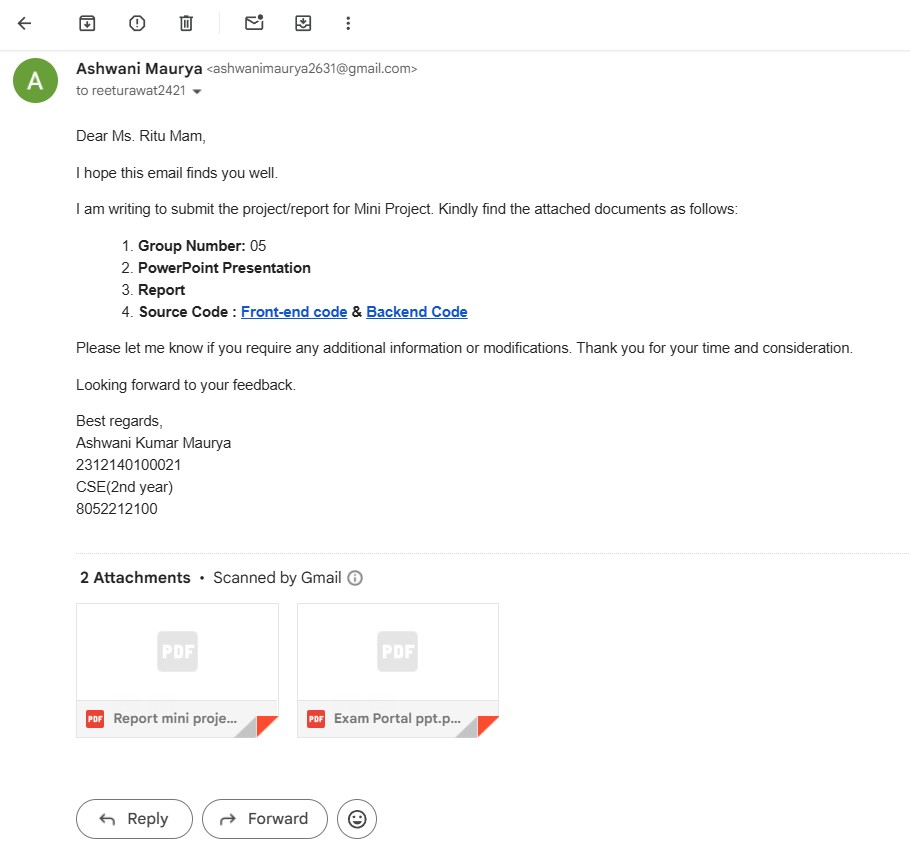 Ashwani Maurya <ashwanimaurya2631@gmail.com>
A
to reeturawat2421
Dear Ms. Ritu Mam,
I hope this email finds you well.
I am writing to submit the project/report for Mini Project. Kindly find the attached documents as follows:
1. Group Number: 05
2. PowerPoint Presentation
3. Report
4. Source Code : Front-end code & Backend Code
Please let me know if you require any additional information or modifications. Thank you for your time and consideration.
Looking forward to your feedback.
Best regards,
Ashwani Kumar Maurya
2312140100021
CSE(2nd year)
8052212100
2 Attachments • Scanned by Gmail
PDF PDF
PDF Report mini proje... PDF Exam Portal ppt.p...
Reply Forward